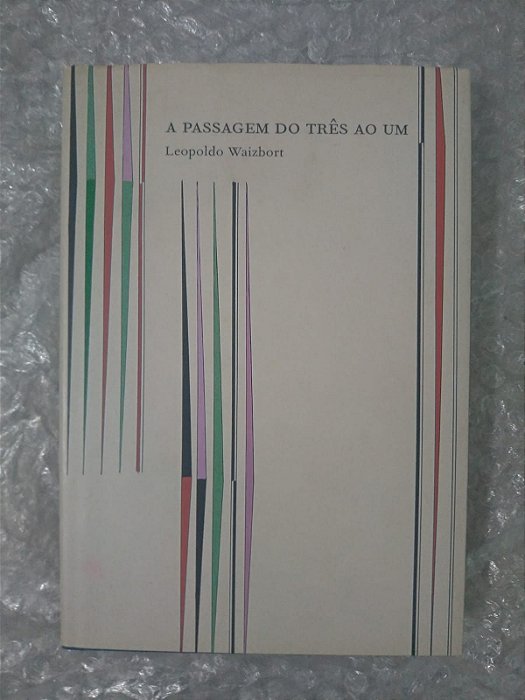 A PASSAGEM DO TRÊS AO UM
Leopoldo Waizbort